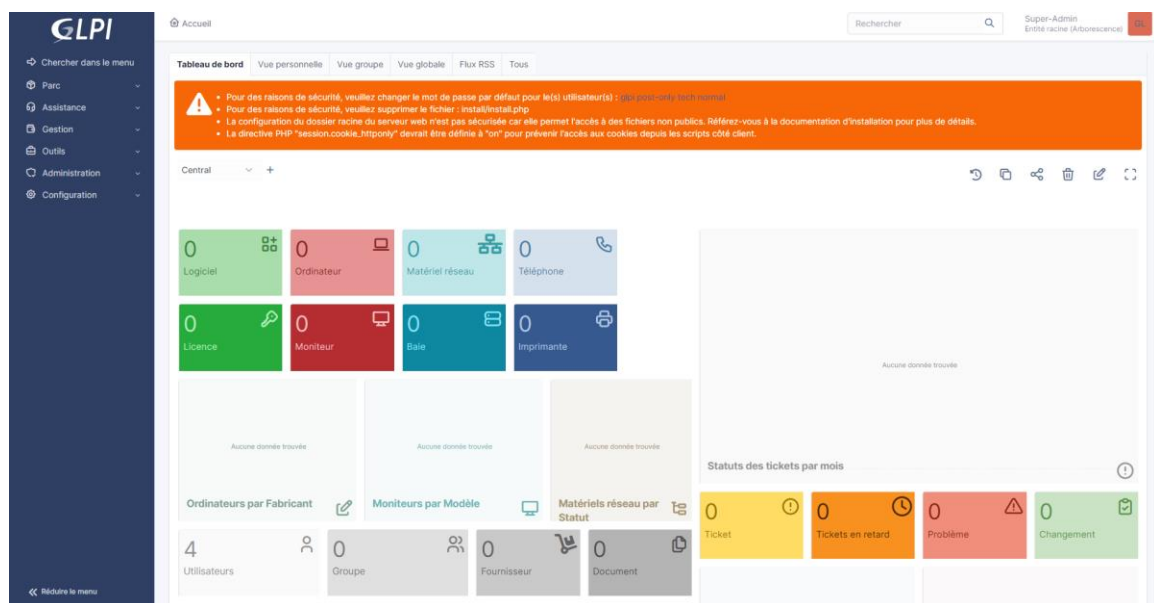 GLPI
Accueil
Rechercher
Super-Admin
Entité racine (Arborescence)
GL
Chercher dans le menu
Parc
Assistance
Gestion
Outils
Administration
Configuration
Réduire le menu
Tableau de bord Vue personnelle Vue groupe Vue globale Flux RSS Tous
• Pour des raisons de sécurité, veuillez changer le mot de passe par défaut pour le(s) utilisateur(s) : glpi post-only tech normal
• Pour des raisons de sécurité, veuillez supprimer le fichier : install/install.php
• La configuration du dossier racine du serveur web n'est pas sécurisée car elle permet l'accès à des fichiers non publics. Référez-vous à la documentation d'installation pour plus de détails.
• La directive PHP "session.cookie_httponly" devrait être définie à "on" pour prévenir l'accès aux cookies depuis les scripts côté client.
Central +
0
Logiciel
0
Ordinateur
0
Matériel réseau
0
Téléphone
0
Licence
0
Moniteur
0
Baie
0
Imprimante
Aucune donnée trouvée
Ordinateurs par Fabricant
Aucune donnée trouvée
Moniteurs par Modèle
Aucune donnée trouvée
Matériels réseau par
Statut
4
Utilisateurs
0
Groupe
0
Fournisseur
0
Document
Aucune donnée trouvée
Statuts des tickets par mois
0
Ticket
0
Tickets en retard
0
Problème
0
Changement